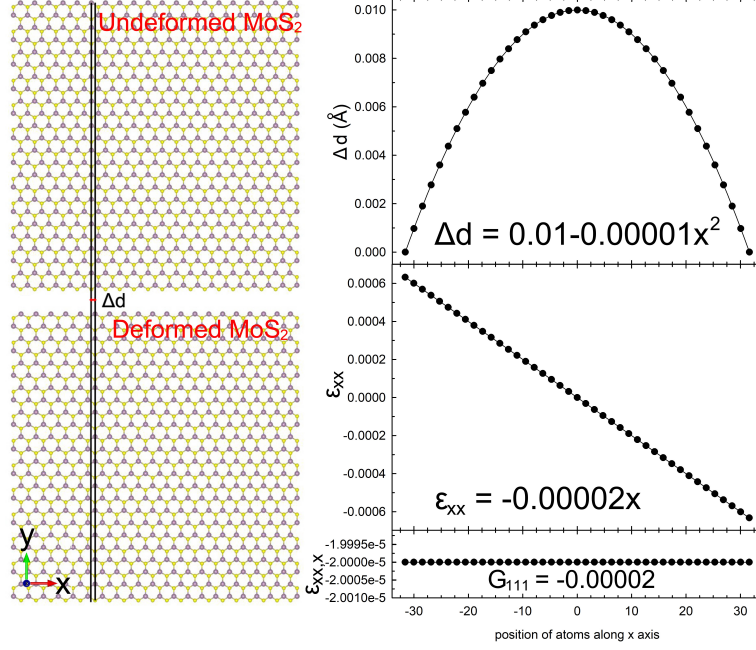 Undeformed MoS₂
Δd
Deformed MoS₂
y
x
0.010
0.008
0.006
0.004
0.002
0.000
Δ d (Å)
Δd = 0.01-0.00001x²
0.0006
0.0004
0.0002
0.0000
-0.0002
-0.0004
-0.0006
εxx
εxx = -0.00002x
-1.9995e-5
-2.0000e-5
-2.0005e-5
-2.0010e-5
εxx,x
G₁₁₁ = -0.00002
-30 -20 -10 0 10 20 30
position of atoms along x axis